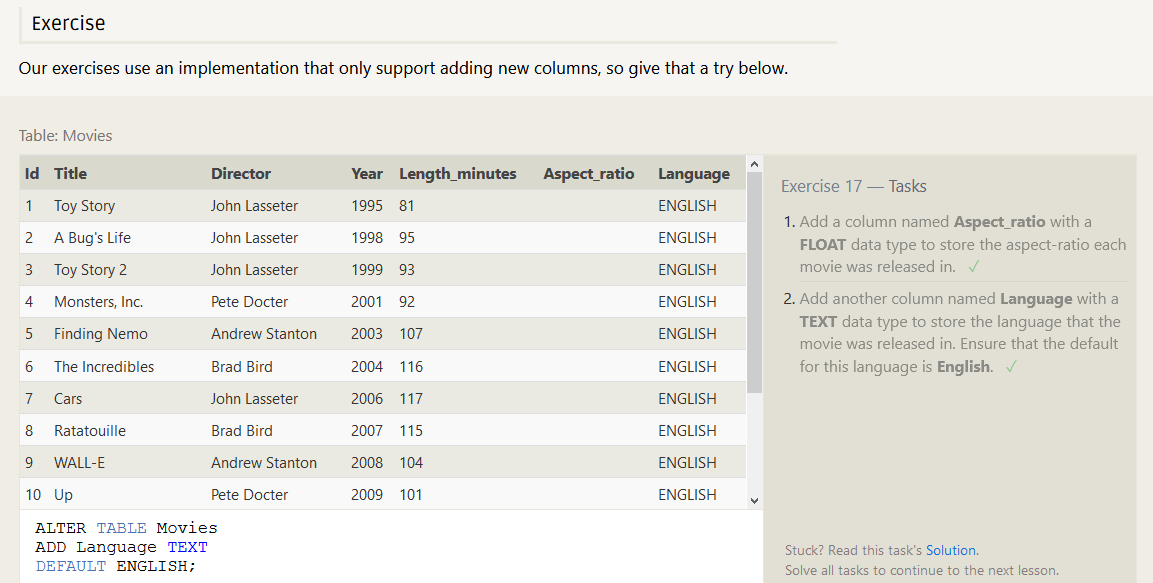 Exercise
Our exercises use an implementation that only support adding new columns, so give that a try below.
Table: Movies
Id Title Director Year Length_minutes Aspect_ratio Language
1 Toy Story John Lasseter 1995 81 ENGLISH
2 A Bug's Life John Lasseter 1998 95 ENGLISH
3 Toy Story 2 John Lasseter 1999 93 ENGLISH
4 Monsters, Inc. Pete Docter 2001 92 ENGLISH
5 Finding Nemo Andrew Stanton 2003 107 ENGLISH
6 The Incredibles Brad Bird 2004 116 ENGLISH
7 Cars John Lasseter 2006 117 ENGLISH
8 Ratatouille Brad Bird 2007 115 ENGLISH
9 WALL-E Andrew Stanton 2008 104 ENGLISH
10 Up Pete Docter 2009 101 ENGLISH
ALTER TABLE Movies
ADD Language TEXT
DEFAULT ENGLISH;
Exercise 17 — Tasks
1. Add a column named Aspect_ratio with a
FLOAT data type to store the aspect-ratio each
movie was released in. ✓
2. Add another column named Language with a
TEXT data type to store the language that the
movie was released in. Ensure that the default
for this language is English. ✓
Stuck? Read this task's Solution.
Solve all tasks to continue to the next lesson.